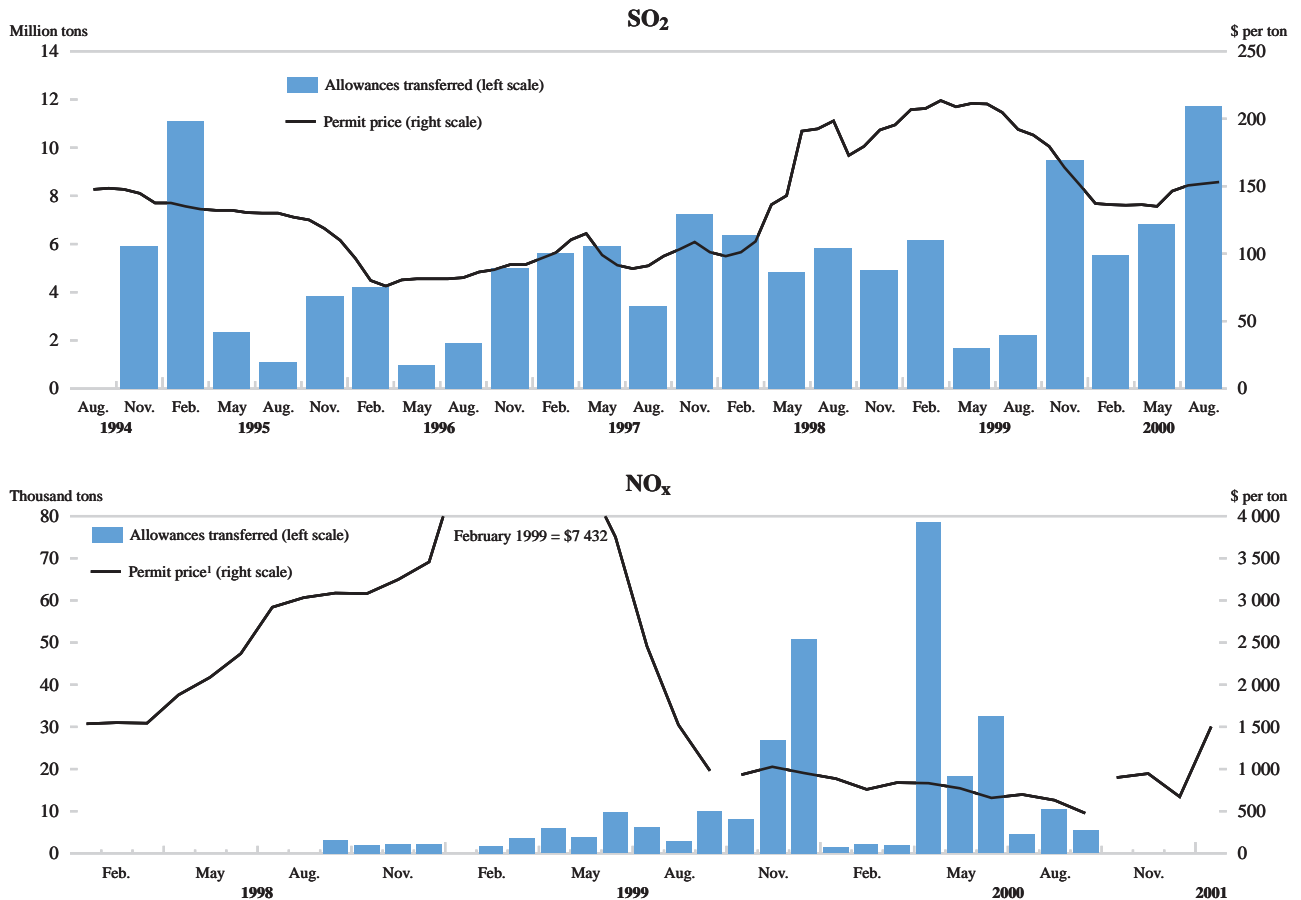 SO2
Million tons $ per ton
14 250
Allowances transferred (left scale)
12
200
Permit price (right scale)
10
8 150
6
100
4
50
2
0 0
Aug. Nov. Feb. May Aug. Nov. Feb. May Aug. Nov. Feb. May Aug. Nov. Feb. May Aug. Nov. Feb. May Aug. Nov. Feb. May Aug.
1994 1995 1996 1997 1998 1999 2000
NOx
Thousand tons $ per ton
80 4 000
Allowances transferred (left scale) February 1999 = $7 432
70 3 500
Permit price¹ (right scale)
60 3 000
50 2 500
40 2 000
30 1 500
20 1 000
10 500
0 0
Feb. May Aug. Nov. Feb. May Aug. Nov. Feb. May Aug. Nov.
1998 1999 2000 2001